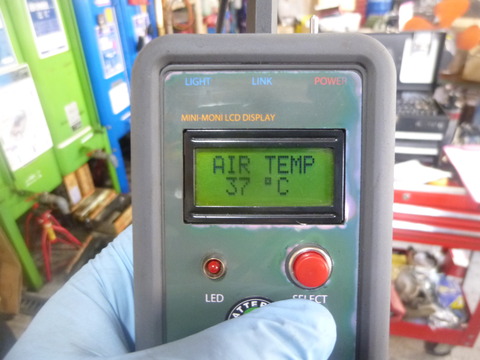 LIGHT LINK POWER
MINI-MONI LCD DISPLAY
AIR TEMP
37 °C
LED SELECT